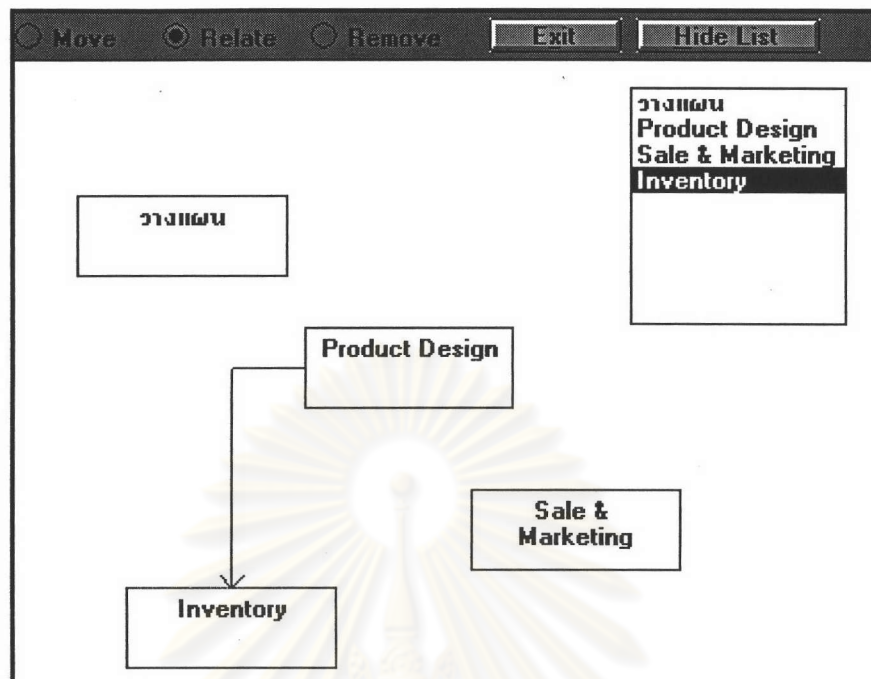 Move Relate Remove Exit Hide List
วางแผน
Product Design
Sale & Marketing
Inventory
วางแผน
Product Design
Sale &
Marketing
Inventory